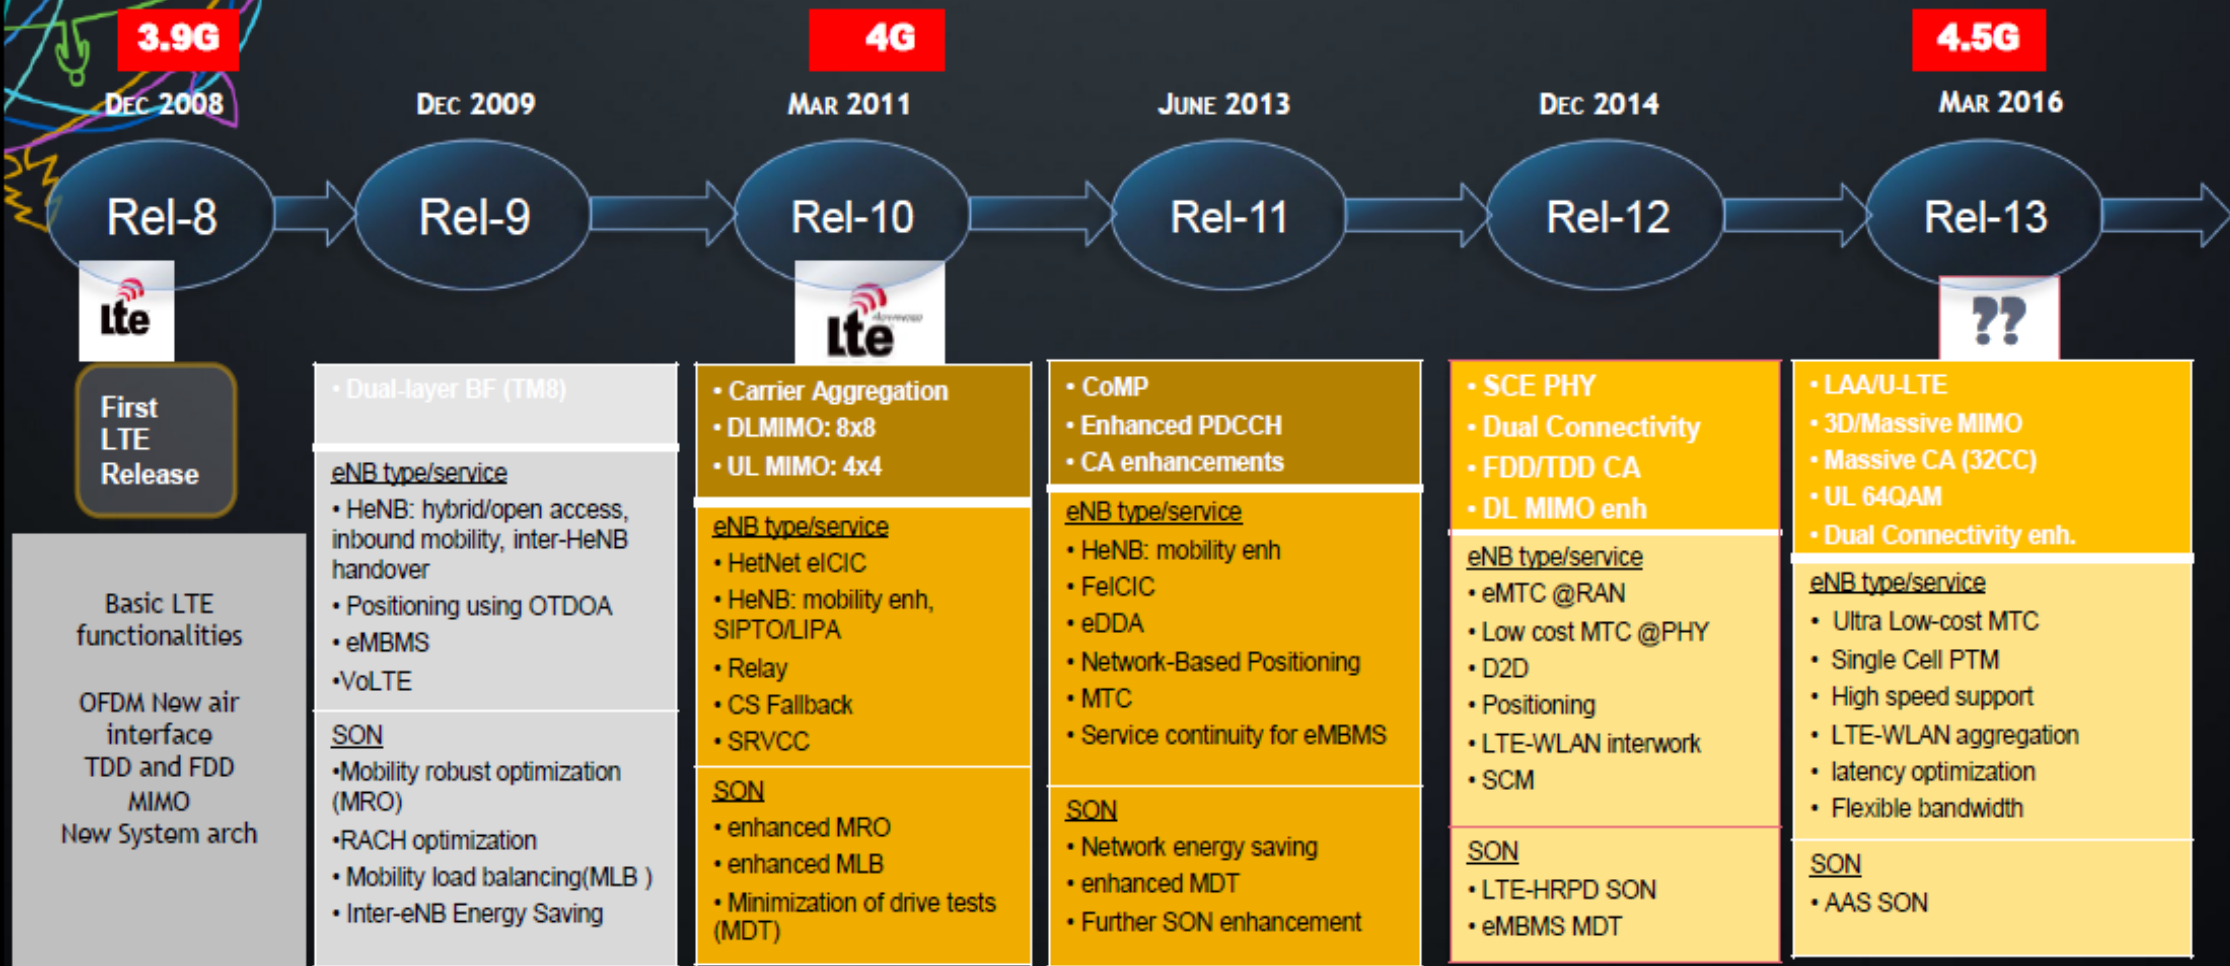 3.9G
4G
4.5G
DEC 2008
DEC 2009
MAR 2011
JUNE 2013
DEC 2014
MAR 2016
Rel-8
Rel-9
Rel-10
Rel-11
Rel-12
Rel-13
Lte
Lte
??
First
LTE
Release
Basic LTE
functionalities
OFDM New air
interface
TDD and FDD
MIMO
New System arch
• Dual-layer BF (TM8)
eNB type/service
• HeNB: hybrid/open access,
inbound mobility, inter-HeNB
handover
• Positioning using OTDOA
• eMBMS
•VoLTE
SON
•Mobility robust optimization
(MRO)
•RACH optimization
• Mobility load balancing(MLB )
• Inter-eNB Energy Saving
• Carrier Aggregation
• DLMIMO: 8x8
• UL MIMO: 4x4
eNB type/service
• HetNet eICIC
• HeNB: mobility enh,
SIPTO/LIPA
• Relay
• CS Fallback
• SRVCC
SON
• enhanced MRO
• enhanced MLB
• Minimization of drive tests
(MDT)
• CoMP
• Enhanced PDCCH
• CA enhancements
eNB type/service
• HeNB: mobility enh
• FeICIC
• eDDA
• Network-Based Positioning
• MTC
• Service continuity for eMBMS
SON
• Network energy saving
• enhanced MDT
• Further SON enhancement
• SCE PHY
• Dual Connectivity
• FDD/TDD CA
• DL MIMO enh
eNB type/service
• eMTC @RAN
• Low cost MTC @PHY
• D2D
• Positioning
• LTE-WLAN interwork
• SCM
SON
• LTE-HRPD SON
• eMBMS MDT
• LAA/U-LTE
• 3D/Massive MIMO
• Massive CA (32CC)
• UL 64QAM
• Dual Connectivity enh.
eNB type/service
• Ultra Low-cost MTC
• Single Cell PTM
• High speed support
• LTE-WLAN aggregation
• latency optimization
• Flexible bandwidth
SON
• AAS SON